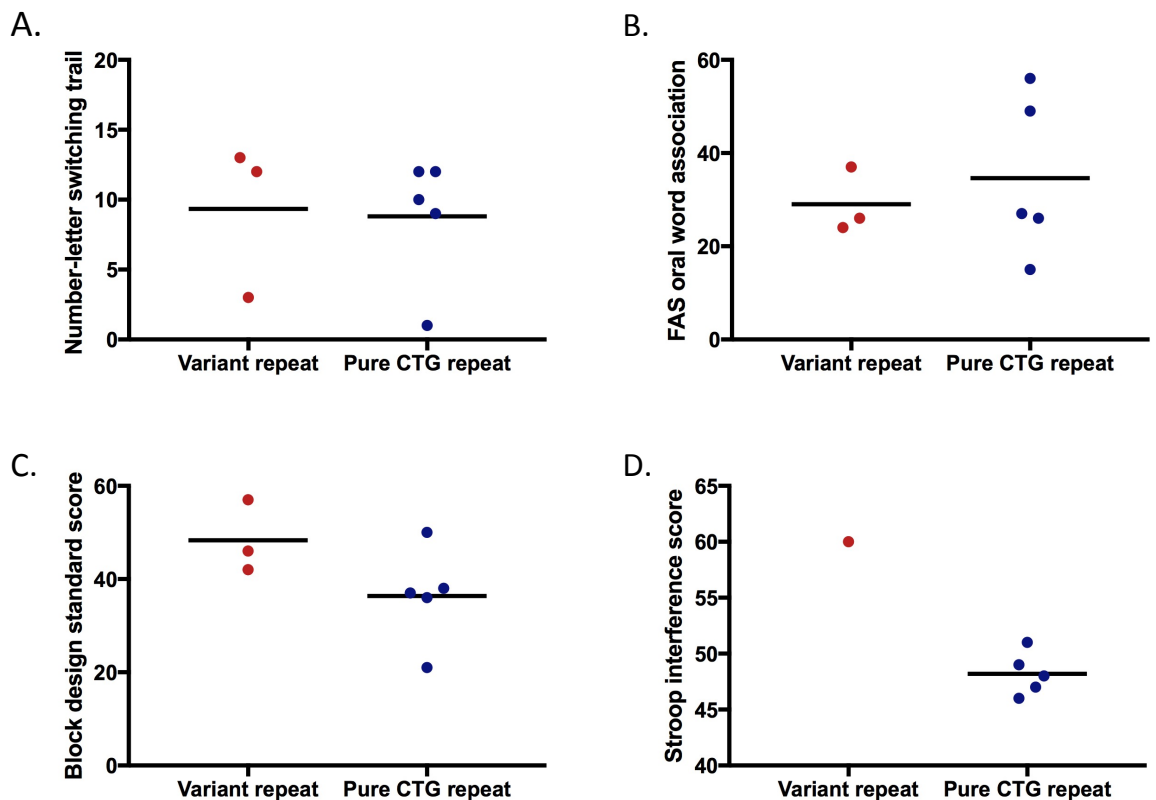 A.
Number-letter switching trail
20
15
10
5
0
Variant repeat
Pure CTG repeat
B.
FAS oral word association
60
40
20
0
Variant repeat
Pure CTG repeat
C.
Block design standard score
60
40
20
0
Variant repeat
Pure CTG repeat
D.
Stroop interference score
65
60
55
50
45
40
Variant repeat
Pure CTG repeat